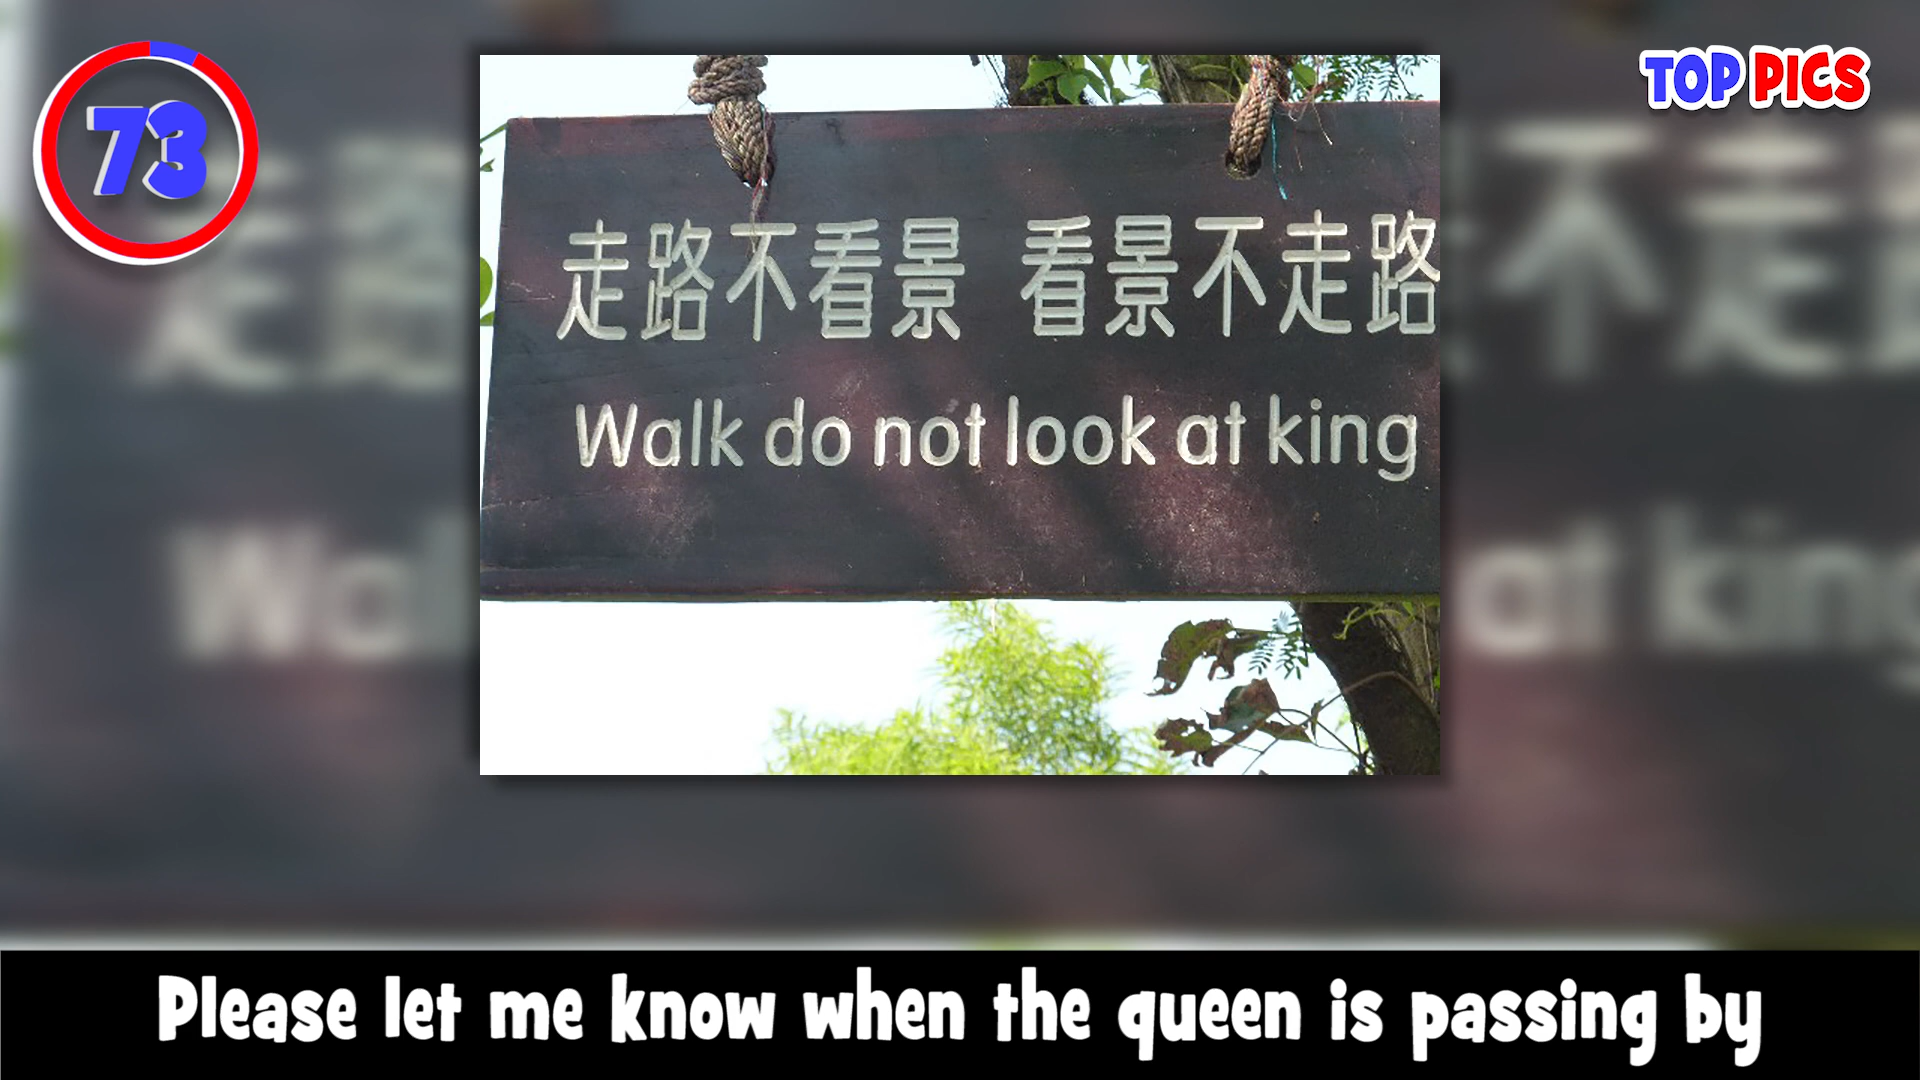 73
TOP PICS
走路不看景 看景不走路
Walk do not look at king
Please let me know when the queen is passing by